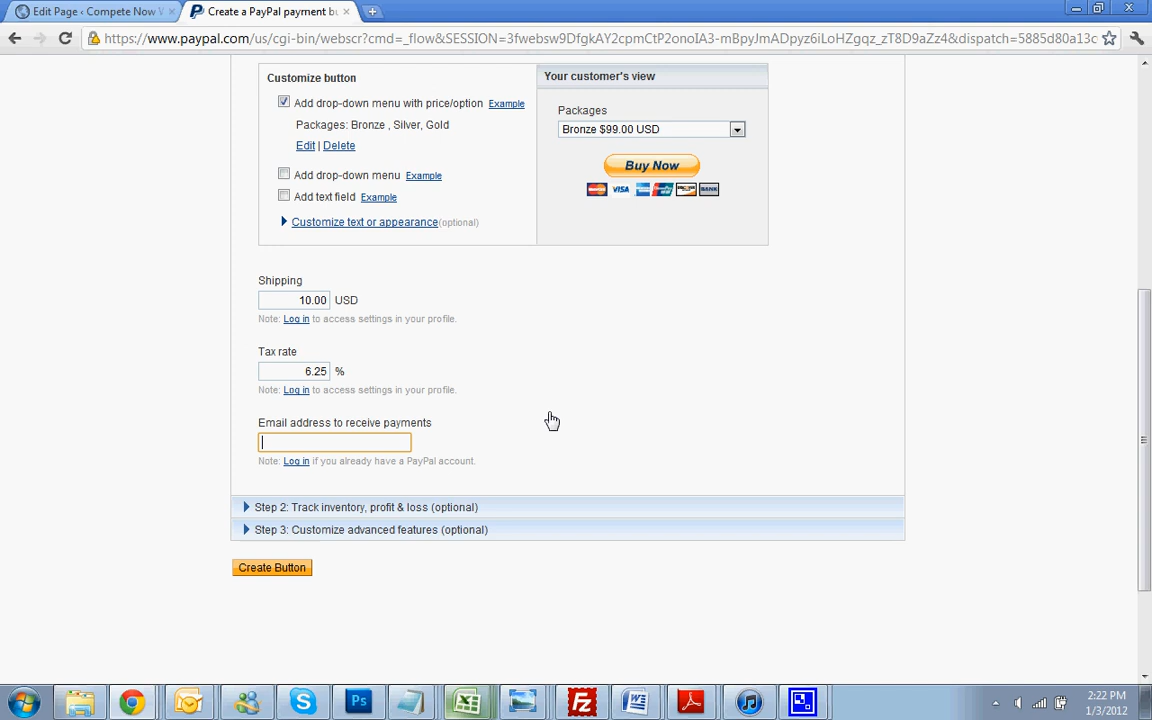 Edit Page ‹ Compete Now W
Create a PayPal payment bu
https://www.paypal.com/us/cgi-bin/webscr?cmd=_flow&SESSION=3fwebsw9DfgkAY2cpmCtP2onoIA3-mBpyJmADpyz6iLoHZgqz_zT8D9aZz4&dispatch=5885d80a13c
Customize button
Your customer's view
Add drop-down menu with price/option Example
Packages: Bronze , Silver, Gold
Edit | Delete
Packages
Bronze $99.00 USD
Buy Now
VISA
BANK
Add drop-down menu Example
Add text field Example
Customize text or appearance(optional)
Shipping
10.00 USD
Note: Log in to access settings in your profile.
Tax rate
6.25 %
Note: Log in to access settings in your profile.
Email address to receive payments
Note: Log in if you already have a PayPal account.
Step 2: Track inventory, profit & loss (optional)
Step 3: Customize advanced features (optional)
Create Button
Ps
Fz
2:22 PM
1/3/2012